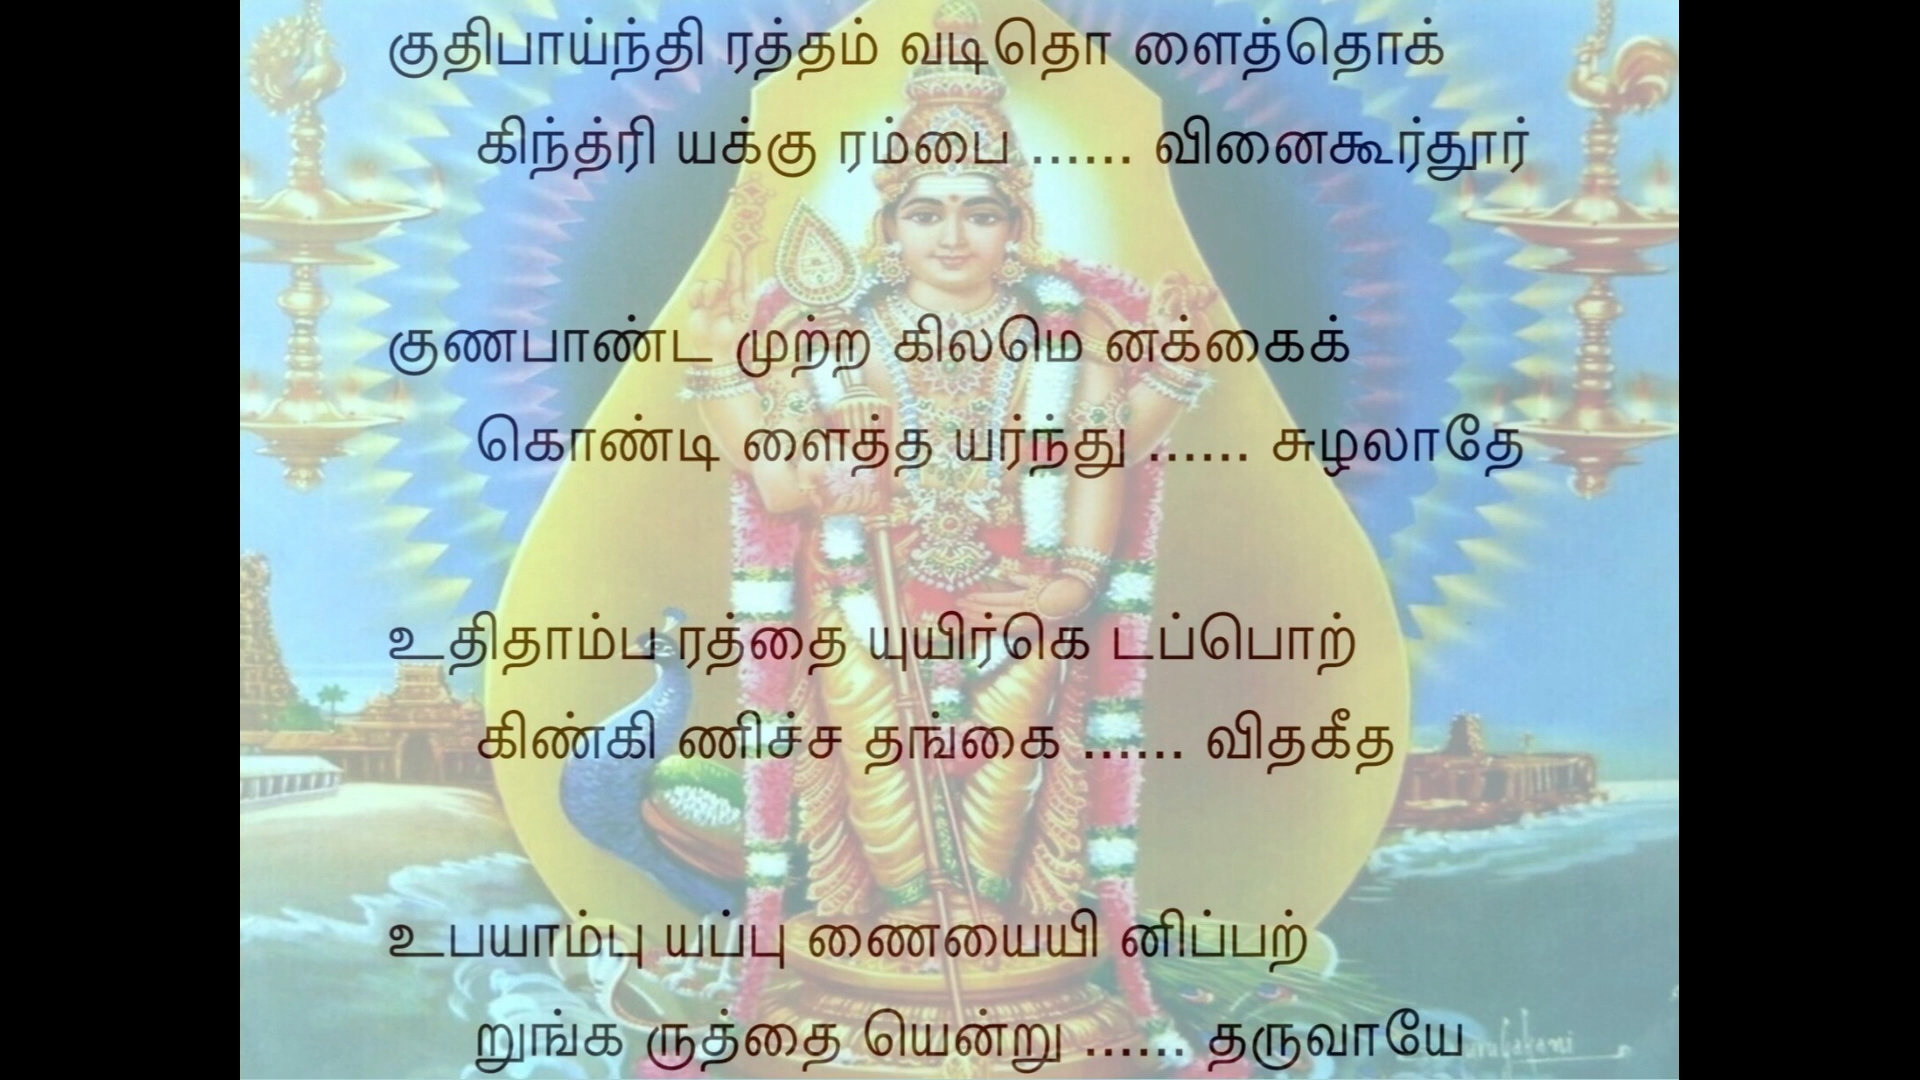 குதிபாய்ந்தி ரத்தம் வடிதொ ளைத்தொக்
கிந்த்ரி யக்கு ரம்பை ...... வினைகூர்தூர்
குணபாண்ட முற்ற கிலமெ னக்கைக்
கொண்டி ளைத்த யர்ந்து ...... சுழலாதே
உதிதாம்ப ரத்தை யுயிர்கெ டப்பொற்
கிண்கி ணிச்ச தங்கை ...... விதகீத
உபயாம்பு யப்பு ணையையி னிப்பற்
றுங்க ருத்தை யென்று ...... தருவாயே